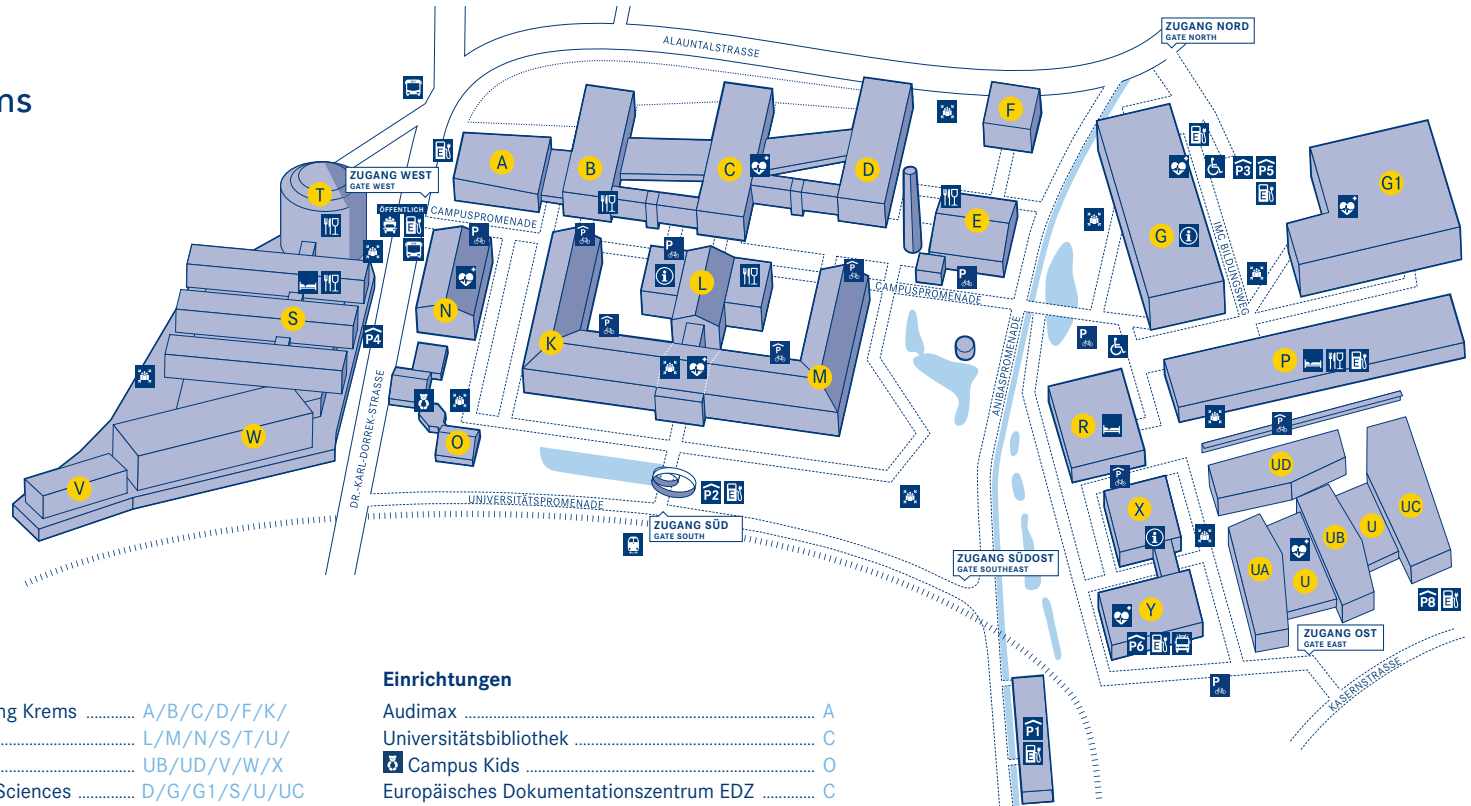 ms
ALAUNTALSTRASSE
ZUGANG NORD
GATE NORTH
F
A
B
C
D
E
P3
P5
G1
E
ZUGANG WEST
GATE WEST
T
ÖFFENTLICH
E
CAMPUSPROMENADE
P
P
P
E
P
E
E
G
IMC BILDUNGSWEG
L
P
CAMPUSPROMENADE
P
S
N
P4
K
P
P
M
P
ANIBASPROMENADE
P
E
R
P
W
O
DR.-KARL-DORREK-STRASSE
UD
V
UNIVERSITÄTSPROMENADE
P2
E
ZUGANG SÜD
GATE SOUTH
P
X
UC
U
UB
U
UA
ZUGANG SÜDOST
GATE SOUTHEAST
Y
P6
E
P8
E
ZUGANG OST
GATE EAST
P
KASERNSTRASSE
P1
E
ng Krems ............ A/B/C/D/F/K/
L/M/N/S/T/U/
UB/UD/V/W/X
Sciences ............ D/G/G1/S/U/UC
Einrichtungen
Audimax ............ A
Universitätsbibliothek ............ C
Campus Kids ............ O
Europäisches Dokumentationszentrum EDZ ............ C